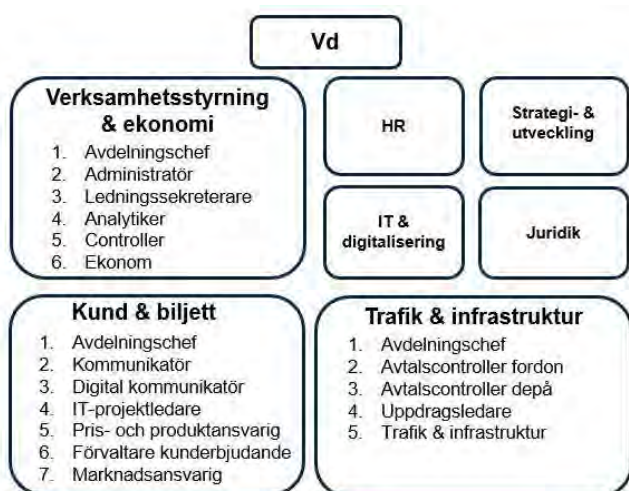 Vd
Verksamhetsstyrning
& ekonomi
1. Avdelningschef
2. Administratör
3. Ledningssekreterare
4. Analytiker
5. Controller
6. Ekonom
HR
Strategi- &
utveckling
IT &
digitalisering
Juridik
Kund & biljett
1. Avdelningschef
2. Kommunikatör
3. Digital kommunikatör
4. IT-projektledare
5. Pris- och produktansvarig
6. Förvaltare kunderbjudande
7. Marknadsansvarig
Trafik & infrastruktur
1. Avdelningschef
2. Avtalscontroller fordon
3. Avtalscontroller depå
4. Uppdragsledare
5. Trafik & infrastruktur